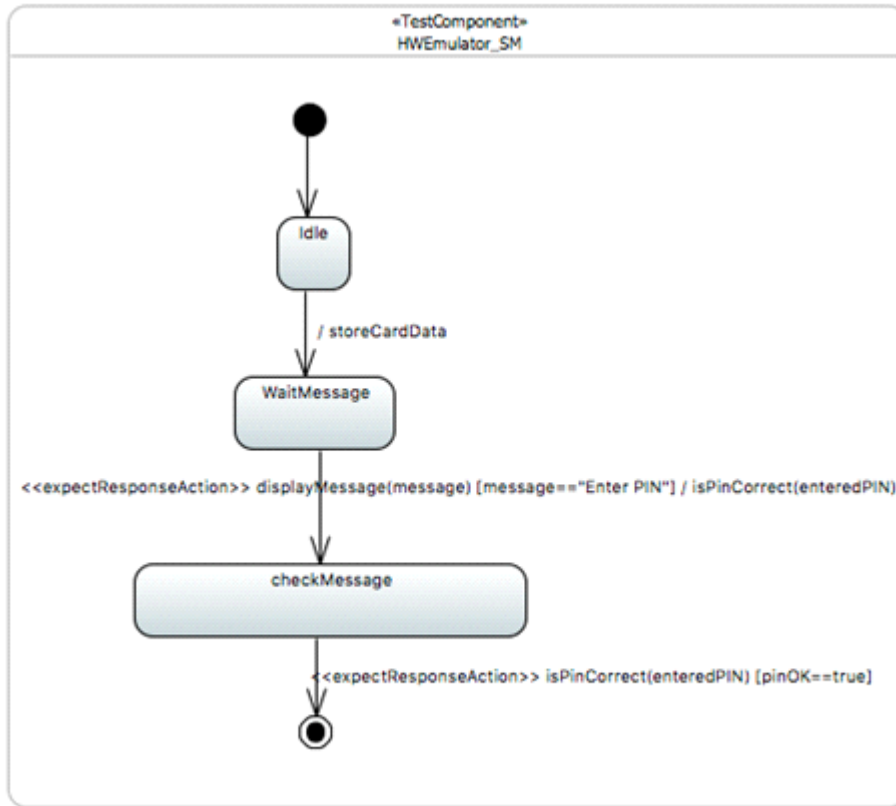 «TestComponent»
HWEmulator_SM
Idle
/ storeCardData
WaitMessage
<<expectResponseAction>> displayMessage(message) [message=="Enter PIN"] / isPinCorrect(enteredPIN)
checkMessage
<<expectResponseAction>> isPinCorrect(enteredPIN) [pinOK==true]